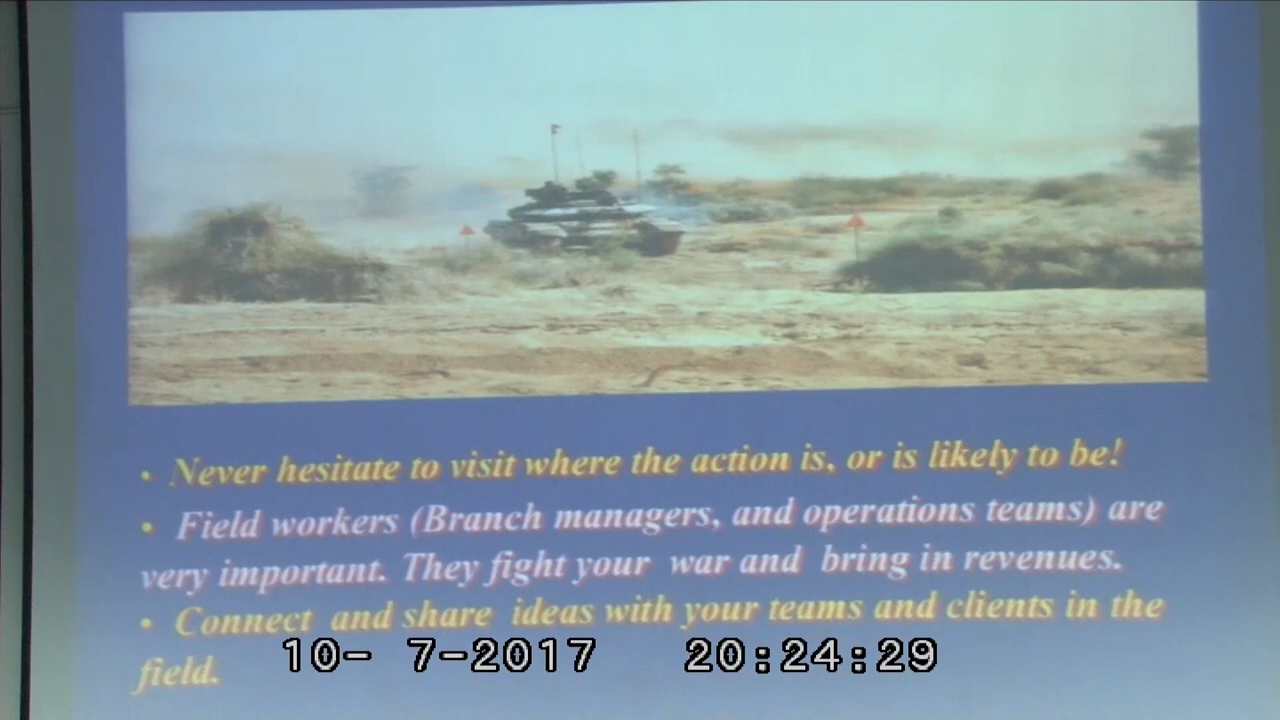 • Never hesitate to visit where the action is, or is likely to be!
• Field workers (Branch managers, and operations teams) are
very important. They fight your war and bring in revenues.
• Connect and share ideas with your teams and clients in the
field.
10- 7-2017 20:24:29